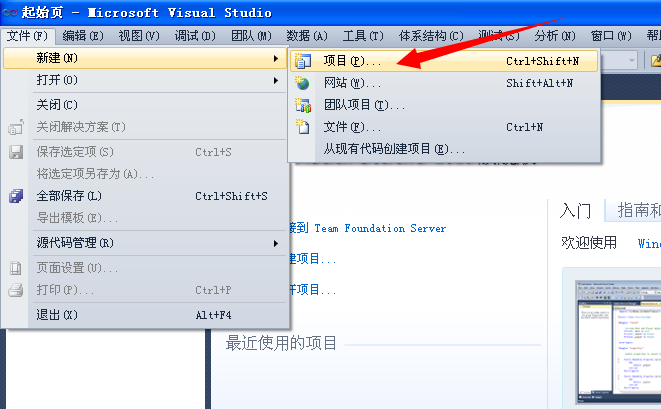 起始页 - Microsoft Visual Studio
文件(F) 编辑(E) 视图(V) 调试(D) 团队(M) 数据(A) 工具(T) 体系结构(C) 测试(S) 分析(N) 窗口(W)
新建(N)
打开(O)
关闭(C)
关闭解决方案(T)
保存选定项(S) Ctrl+S
将选定项另存为(A)...
全部保存(L) Ctrl+Shift+S
导出模板(E)...
源代码管理(R)
页面设置(U)...
打印(P)... Ctrl+P
退出(X) Alt+F4
项目(P)... Ctrl+Shift+N
网站(W)... Shift+Alt+N
团队项目(T)...
文件(F)... Ctrl+N
从现有代码创建项目(E)...
接到 Team Foundation Server
建项目...
开项目...
最近使用的项目
入门 指南和
欢迎使用 Wind